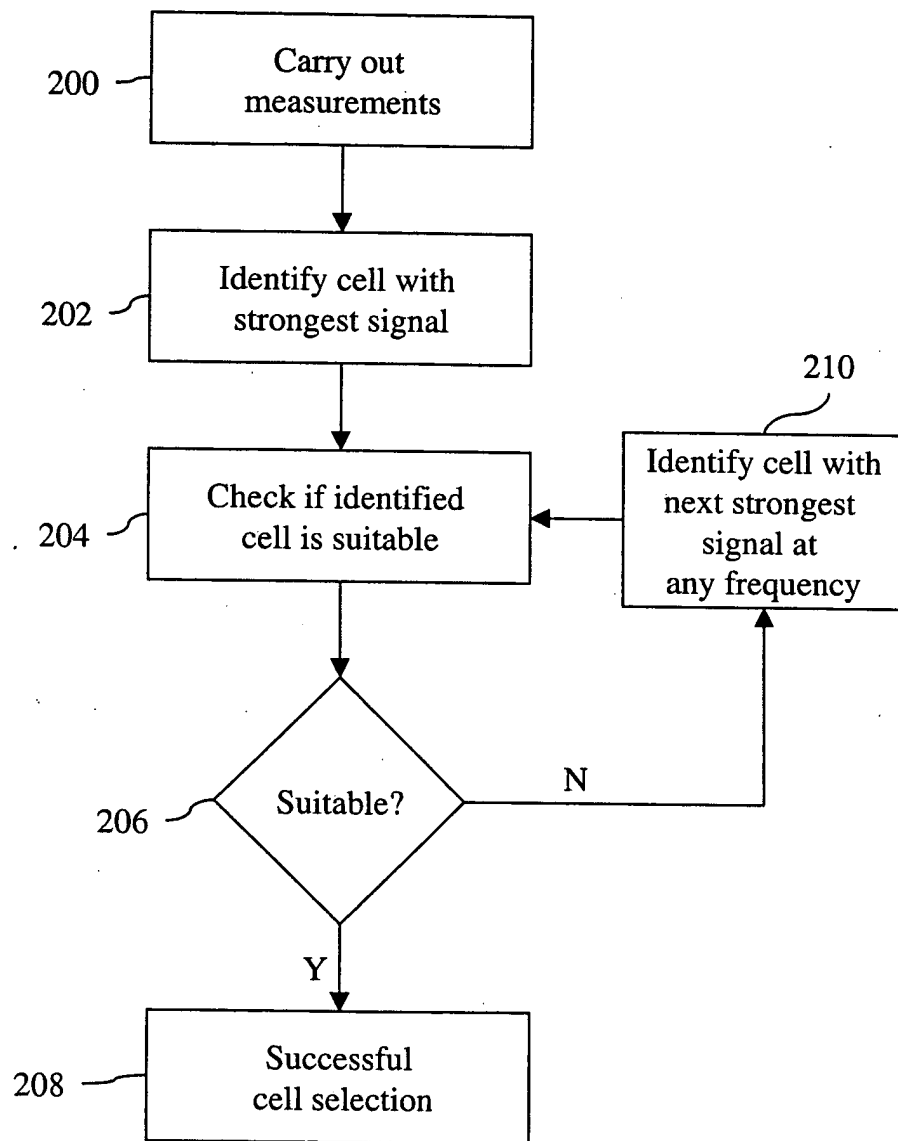 200
Carry out
measurements
202
Identify cell with
strongest signal
210
204
Check if identified
cell is suitable
Identify cell with
next strongest
signal at
any frequency
206
Suitable?
N
Y
208
Successful
cell selection